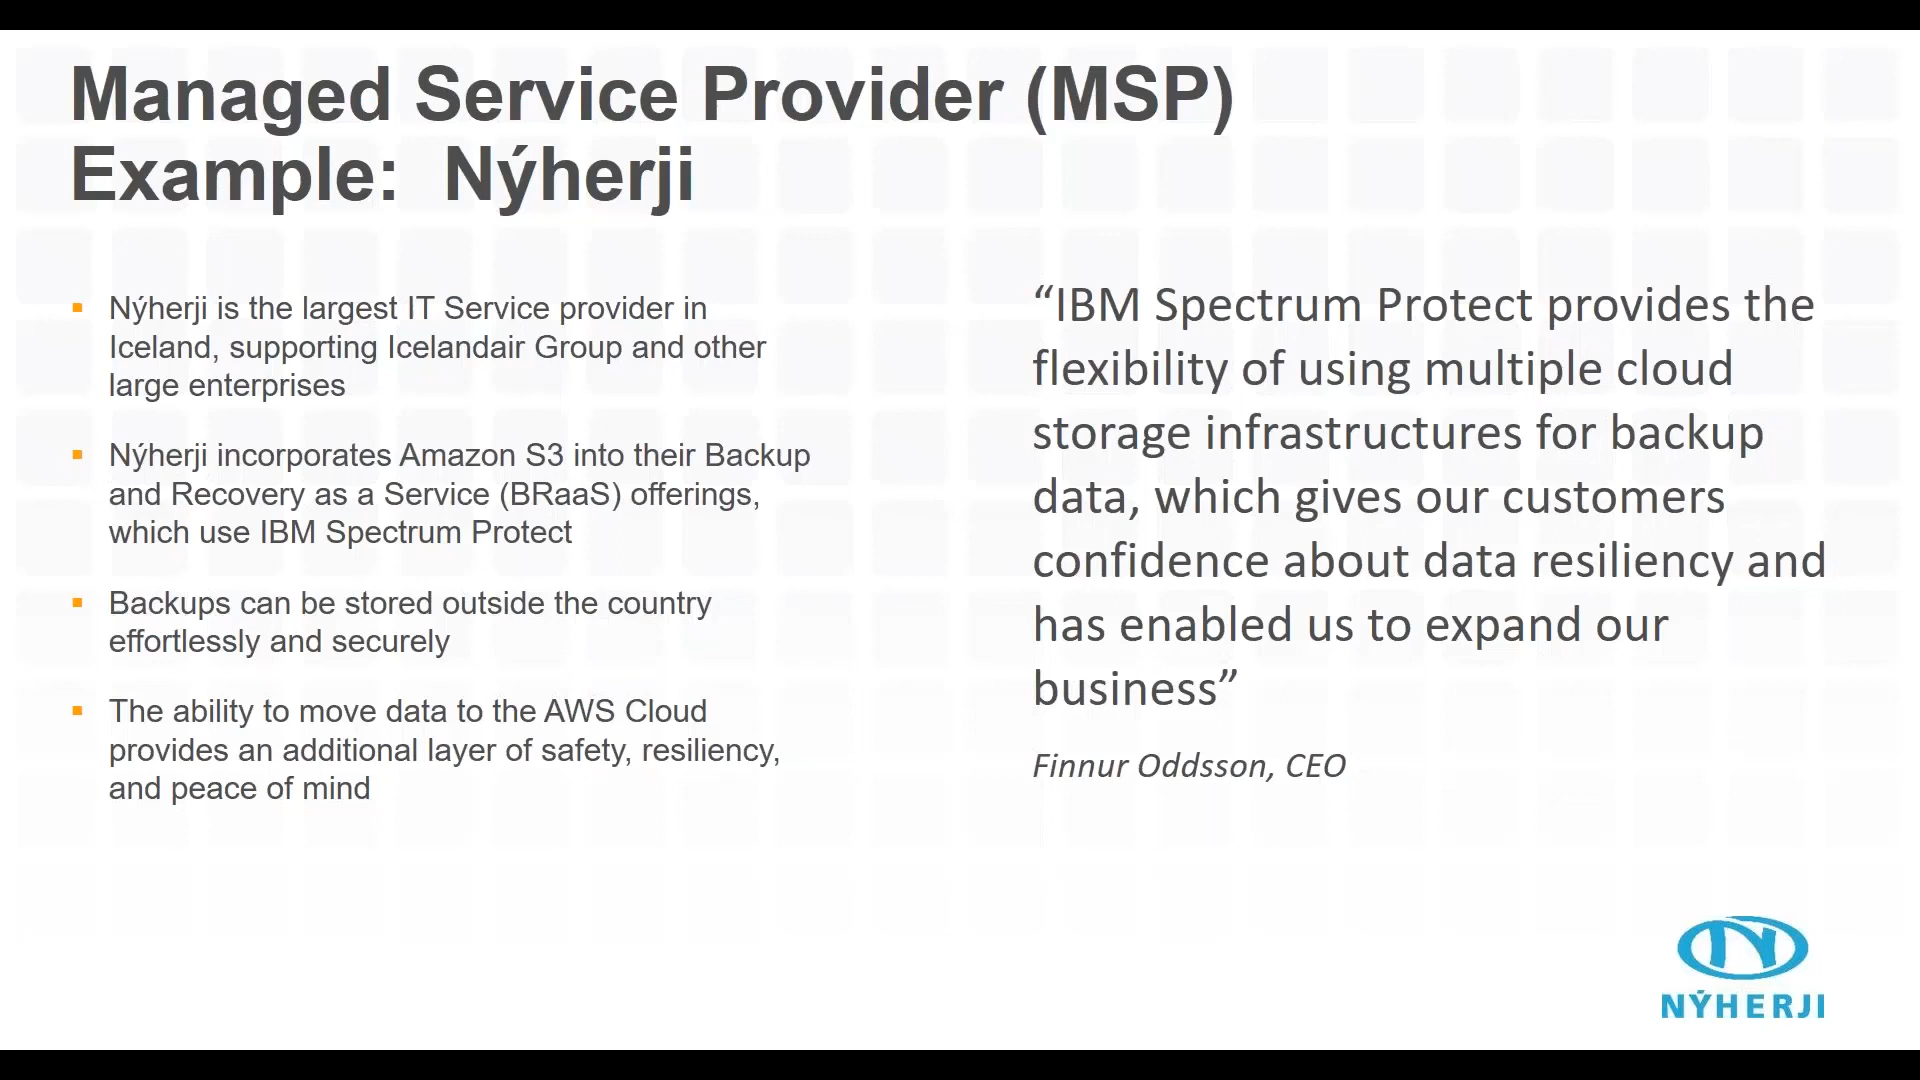 Managed Service Provider (MSP)
Example:  Nýherji
Nýherji is the largest IT Service provider in
Iceland, supporting Icelandair Group and other
large enterprises
Nýherji incorporates Amazon S3 into their Backup
and Recovery as a Service (BRaaS) offerings,
which use IBM Spectrum Protect
Backups can be stored outside the country
effortlessly and securely
The ability to move data to the AWS Cloud
provides an additional layer of safety, resiliency,
and peace of mind
“IBM Spectrum Protect provides the
flexibility of using multiple cloud
storage infrastructures for backup
data, which gives our customers
confidence about data resiliency and
has enabled us to expand our
business”
Finnur Oddsson, CEO
NÝHERJI